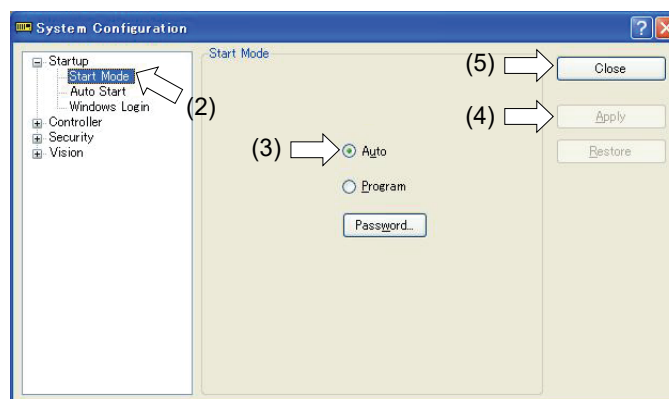 System Configuration
Startup
Start Mode
Auto Start
Windows Login
Controller
Security
Vision
(2)
Start Mode
(3)
Auto
Program
Password...
(5)
Close
(4)
Apply
Restore